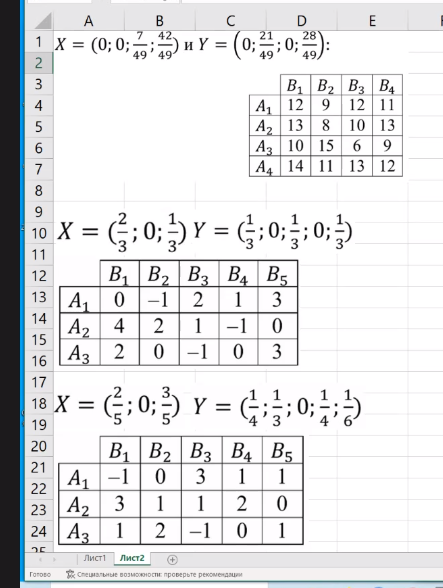 A B C D E
1 X = (0; 0; 7/49; 42/49) и Y = (0; 21/49; 0; 28/49):
2
3 B₁ B₂ B₃ B₄
4 A₁ 12 9 12 11
5 A₂ 13 8 10 13
6 A₃ 10 15 6 9
7 A₄ 14 11 13 12
8
9
10 X = (2/3; 0; 1/3) Y = (1/3; 0; 1/3; 0; 1/3)
11
12 B₁ B₂ B₃ B₄ B₅
13 A₁ 0 −1 2 1 3
14
15 A₂ 4 2 1 −1 0
16 A₃ 2 0 −1 0 3
17
18 X = (2/5; 0; 3/5) Y = (1/4; 1/3; 0; 1/4; 1/6)
19
20 B₁ B₂ B₃ B₄ B₅
21 A₁ −1 0 3 1 1
22
23 A₂ 3 1 1 2 0
24 A₃ 1 2 −1 0 1
25
Лист1 Лист2
Готово Специальные возможности: проверьте рекомендации